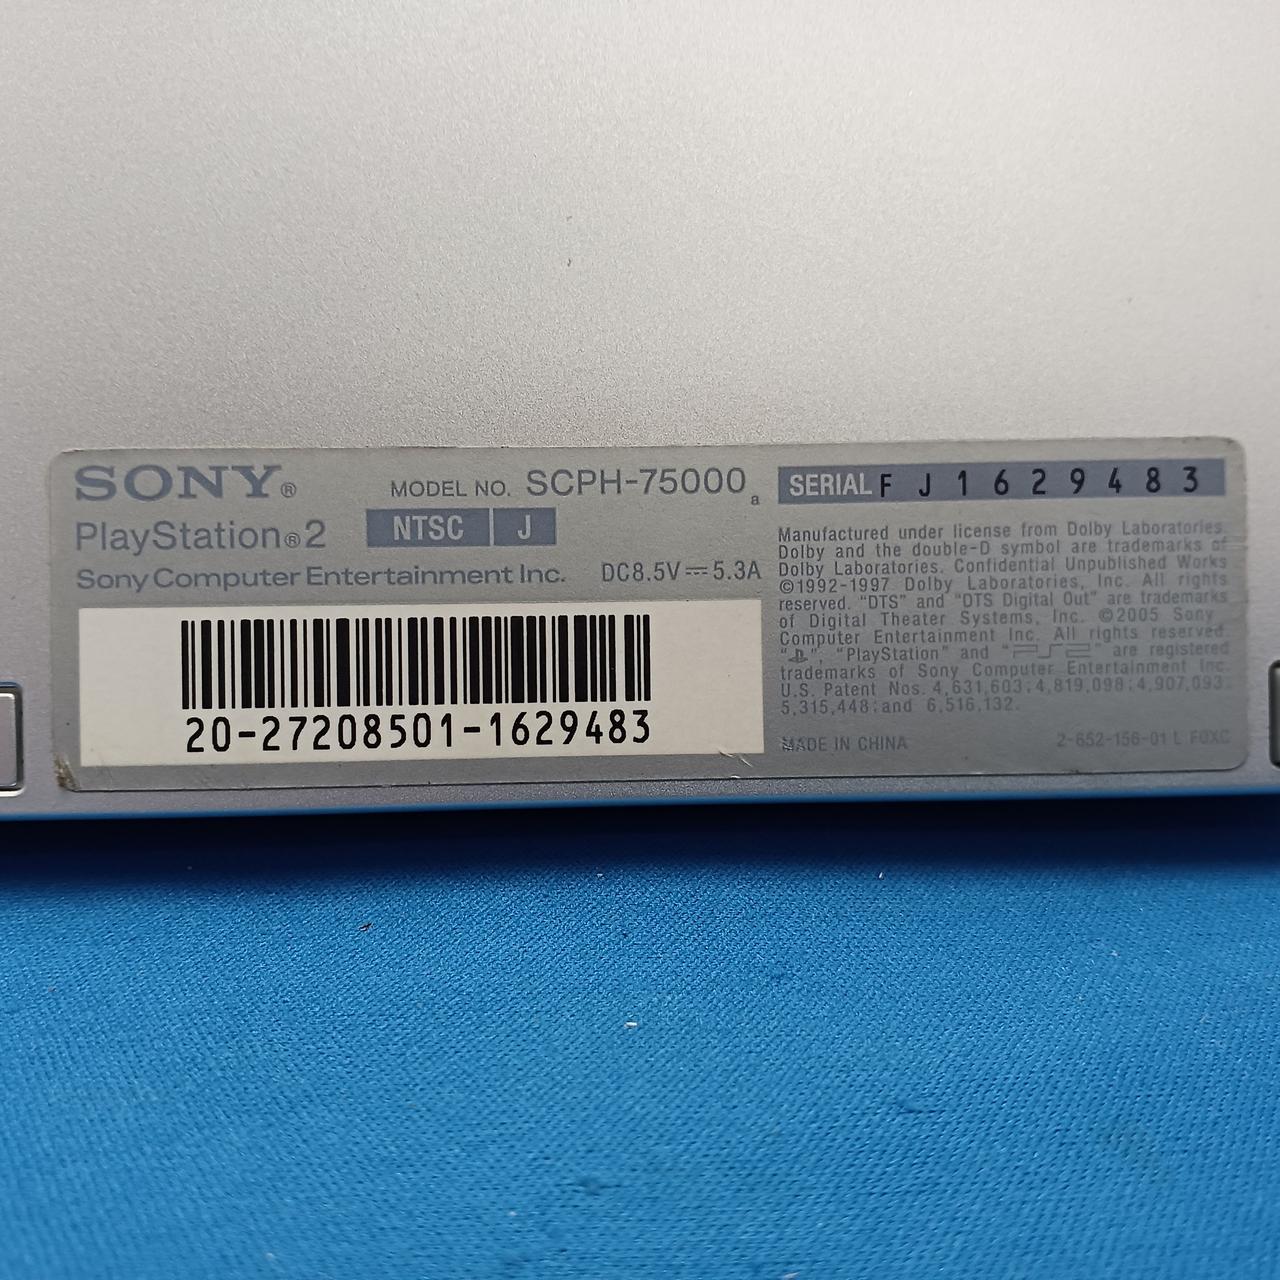 SONY®
MODEL NO. SCPH-75000 a
PlayStation®2
NTSC J
Sony Computer Entertainment Inc.
DC8.5V⎓5.3A
20-27208501-1629483
SERIAL F J 1 6 2 9 4 8 3
Manufactured under license from Dolby Laboratories.
Dolby and the double-D symbol are trademarks of
Dolby Laboratories. Confidential Unpublished Works
©1992-1997 Dolby Laboratories, Inc. All rights
reserved. “DTS” and “DTS Digital Out” are trademarks
of Digital Theater Systems, Inc. ©2005 Sony
Computer Entertainment Inc. All rights reserved.
“ ”, “PlayStation” and “PS2” are registered
trademarks of Sony Computer Entertainment Inc.
U.S. Patent Nos. 4,631,603;4,819,098;4,907,093;
5,315,448;and 6,516,132.
MADE IN CHINA
2-652-156-01 L FOXC